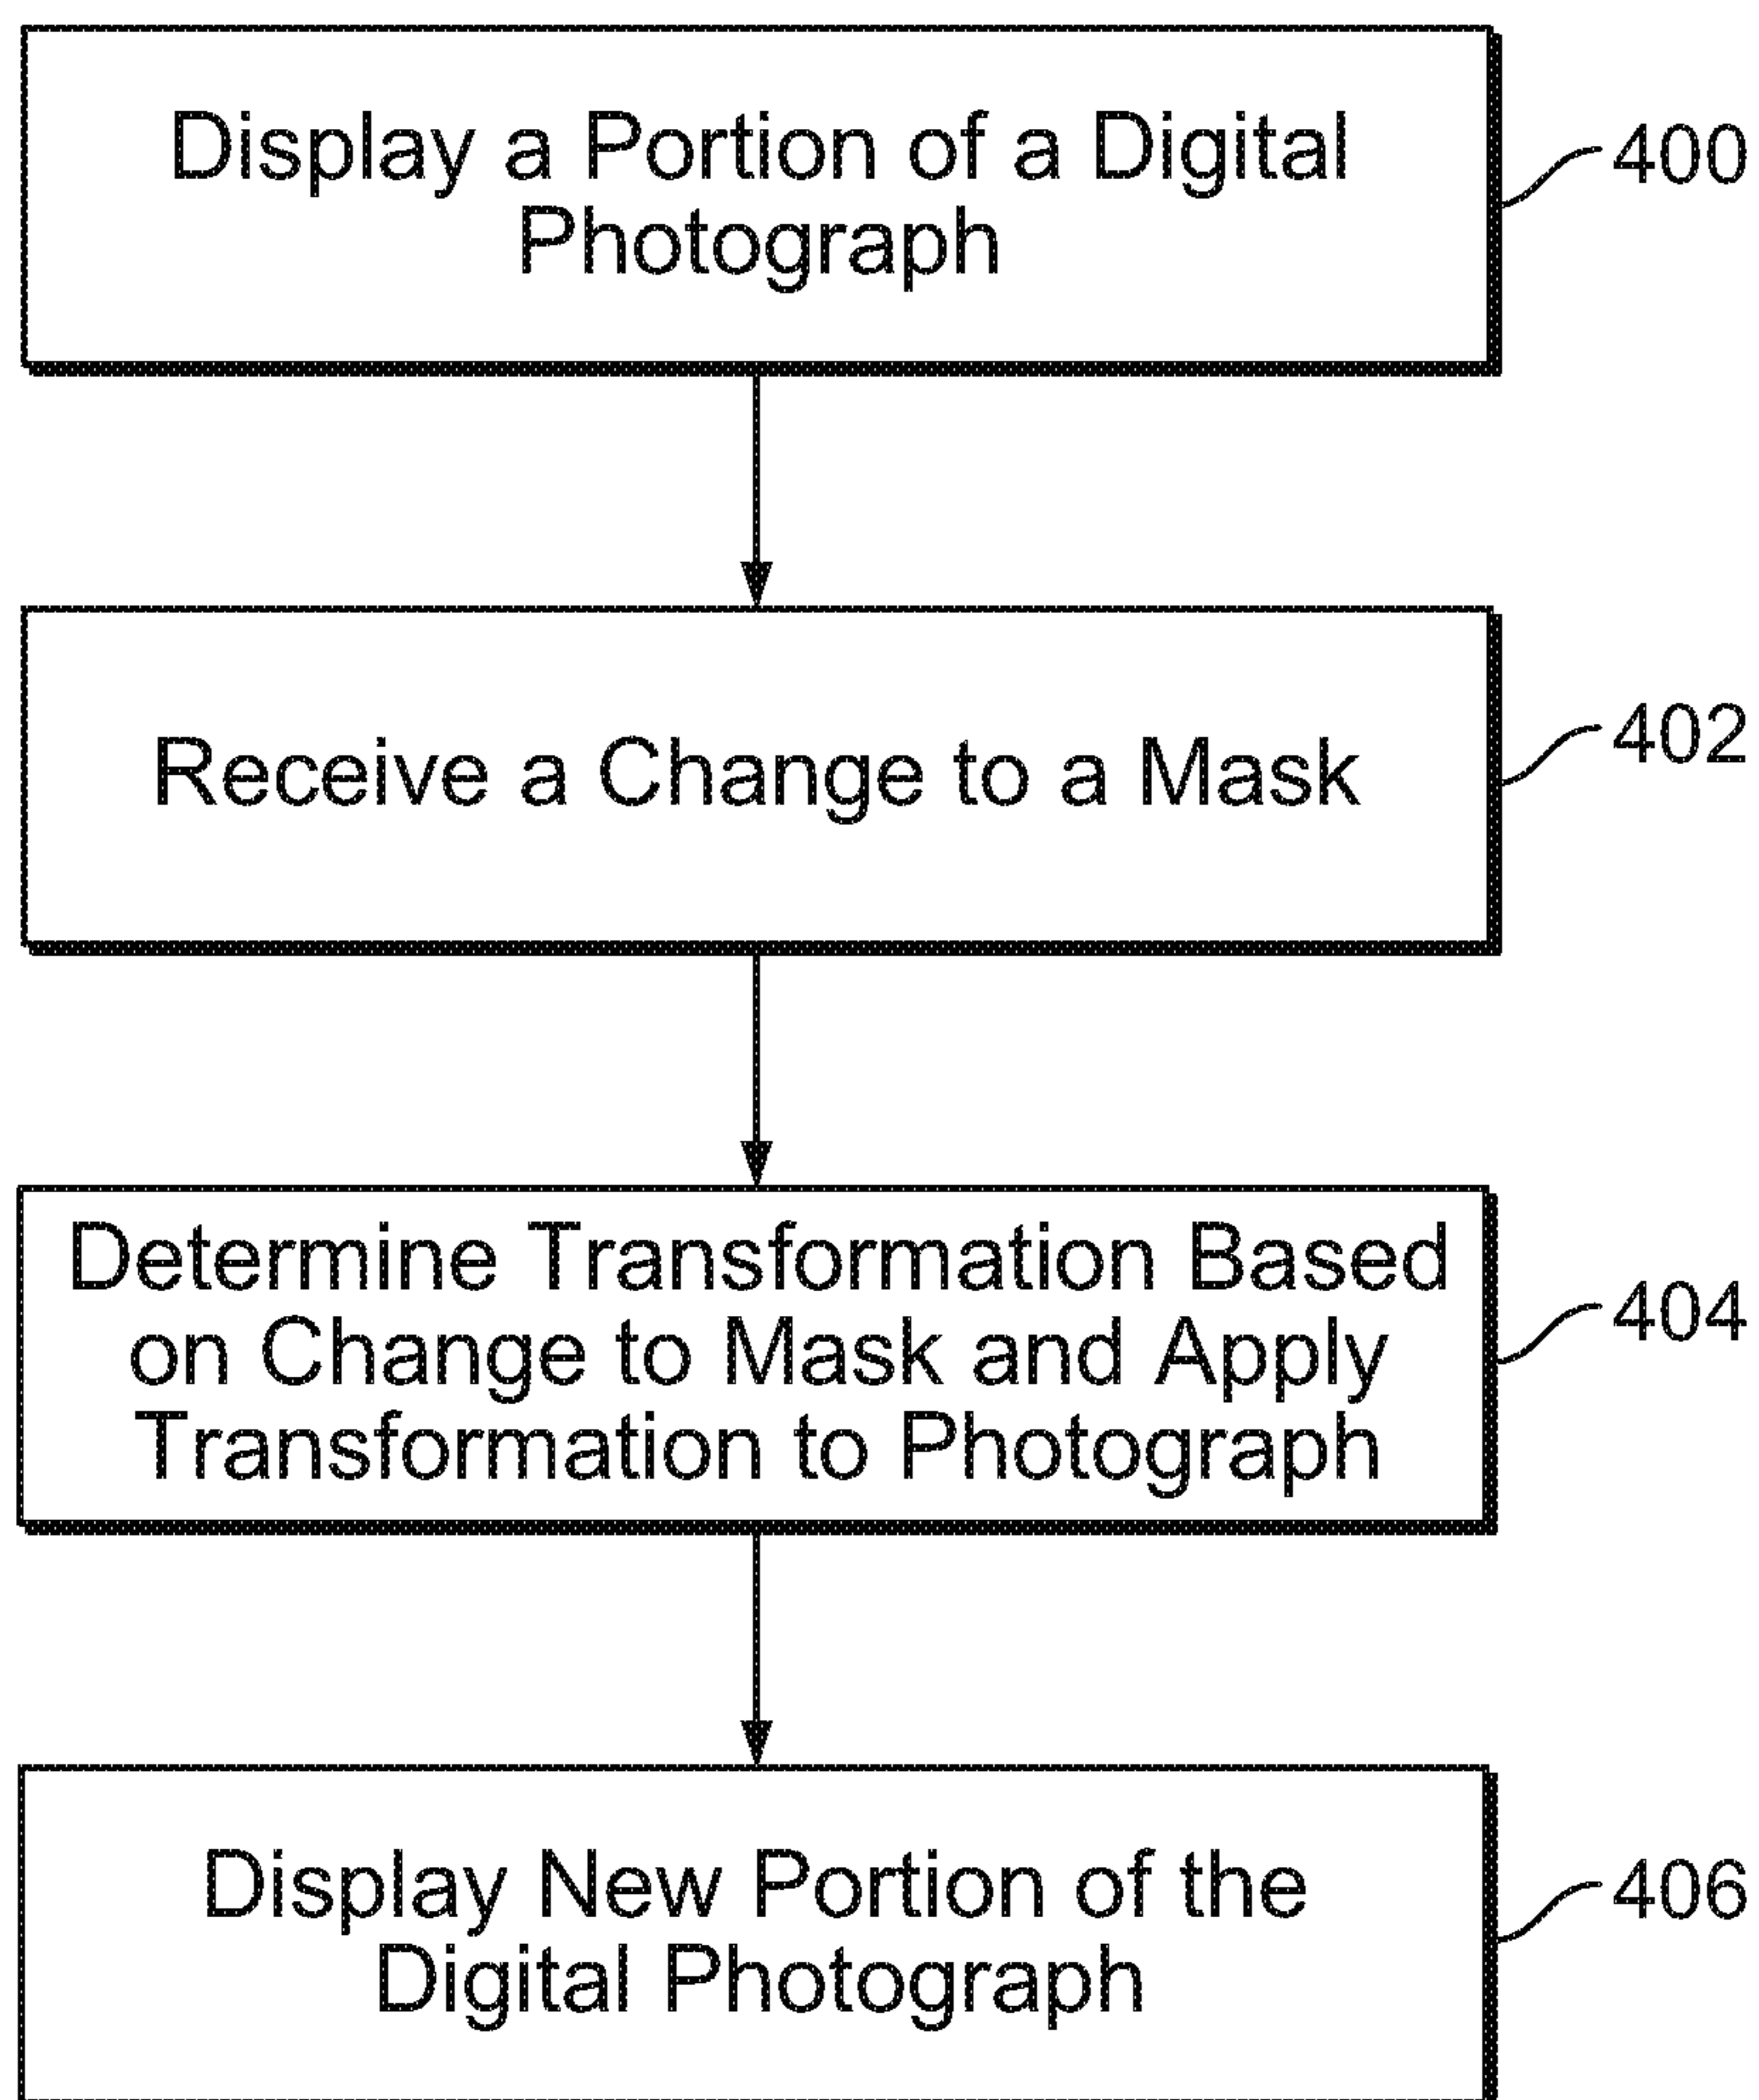 Display a Portion of a Digital
Photograph
400
Receive a Change to a Mask
402
Determine Transformation Based
on Change to Mask and Apply
Transformation to Photograph
404
Display New Portion of the
Digital Photograph
406